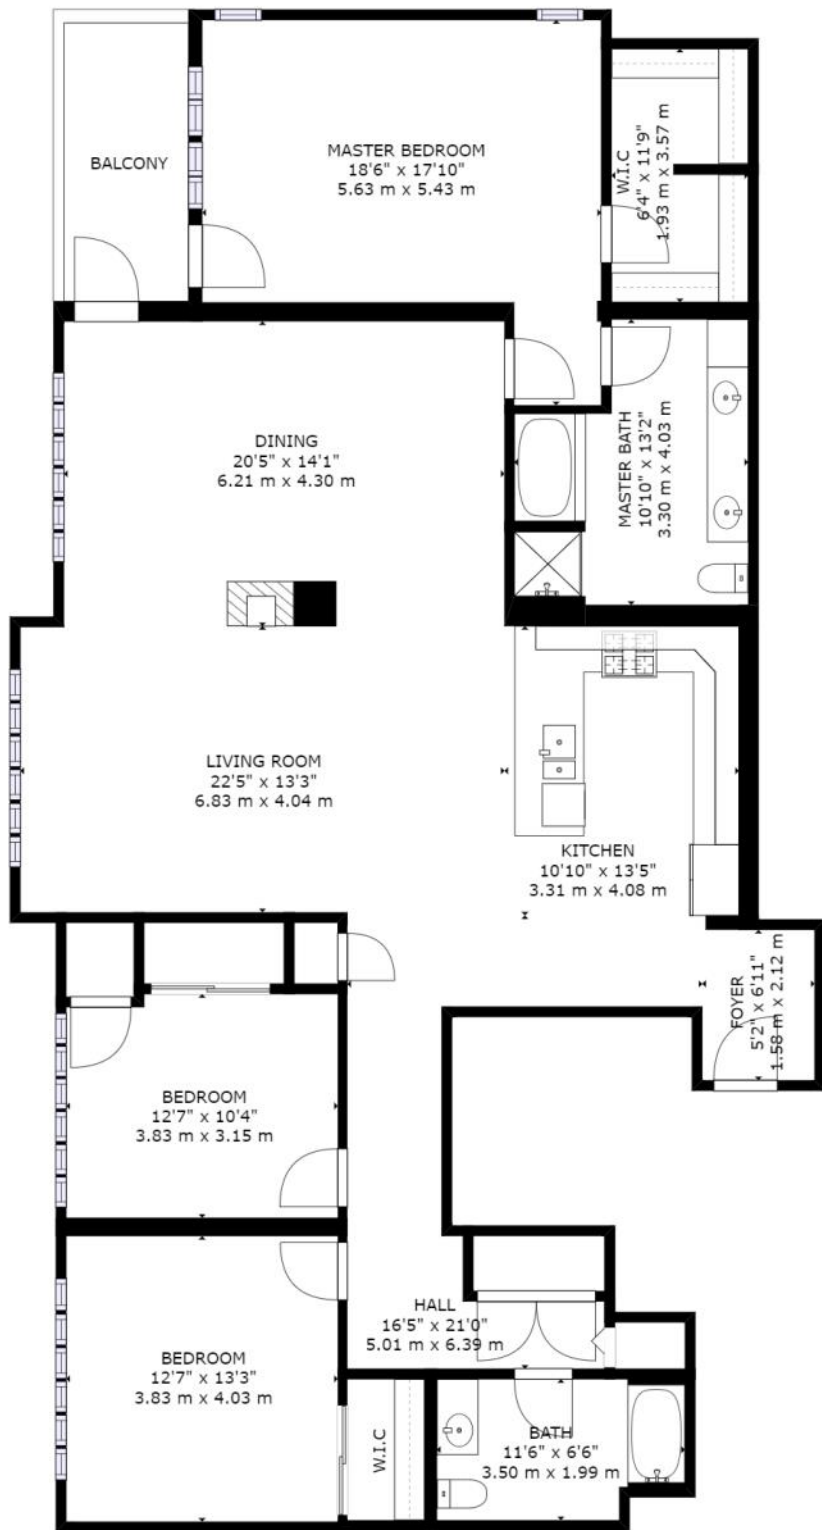 BALCONY
MASTER BEDROOM
18'6" x 17'10"
5.63 m x 5.43 m
W.I.C
6'4" x 11'9"
1.93 m x 3.57 m
DINING
20'5" x 14'1"
6.21 m x 4.30 m
MASTER BATH
10'10" x 13'2"
3.30 m x 4.03 m
LIVING ROOM
22'5" x 13'3"
6.83 m x 4.04 m
KITCHEN
10'10" x 13'5"
3.31 m x 4.08 m
FOYER
5'2" x 6'11"
1.58 m x 2.12 m
BEDROOM
12'7" x 10'4"
3.83 m x 3.15 m
HALL
16'5" x 21'0"
5.01 m x 6.39 m
BEDROOM
12'7" x 13'3"
3.83 m x 4.03 m
W.I.C
BATH
11'6" x 6'6"
3.50 m x 1.99 m